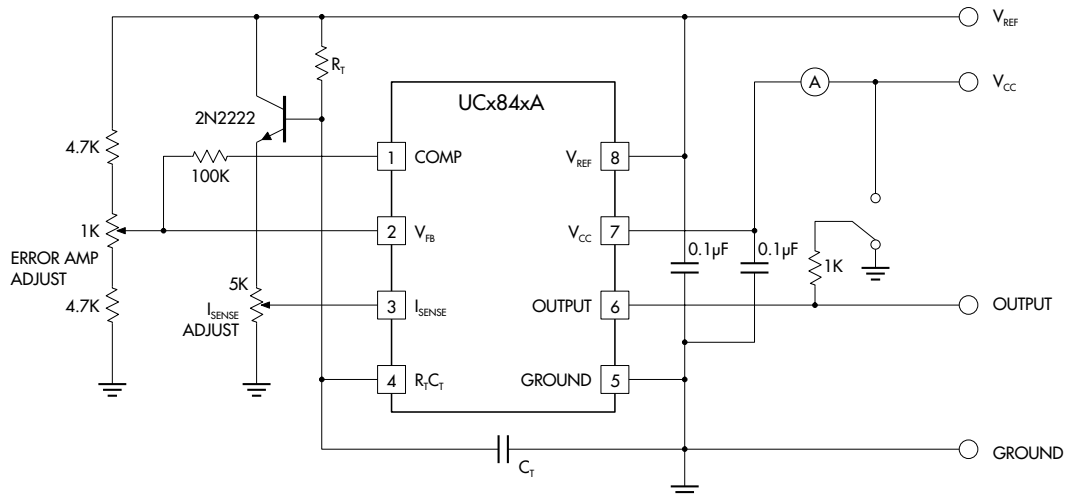 V_REF
R_T
V_CC
A
UCx84xA
2N2222
4.7K
100K
1 COMP
V_REF 8
1K
ERROR AMP
ADJUST
2 V_FB
V_CC 7
0.1µF
0.1µF
1K
4.7K
5K
I_SENSE
ADJUST
3 I_SENSE
OUTPUT 6
OUTPUT
4 R_TC_T
GROUND 5
C_T
GROUND